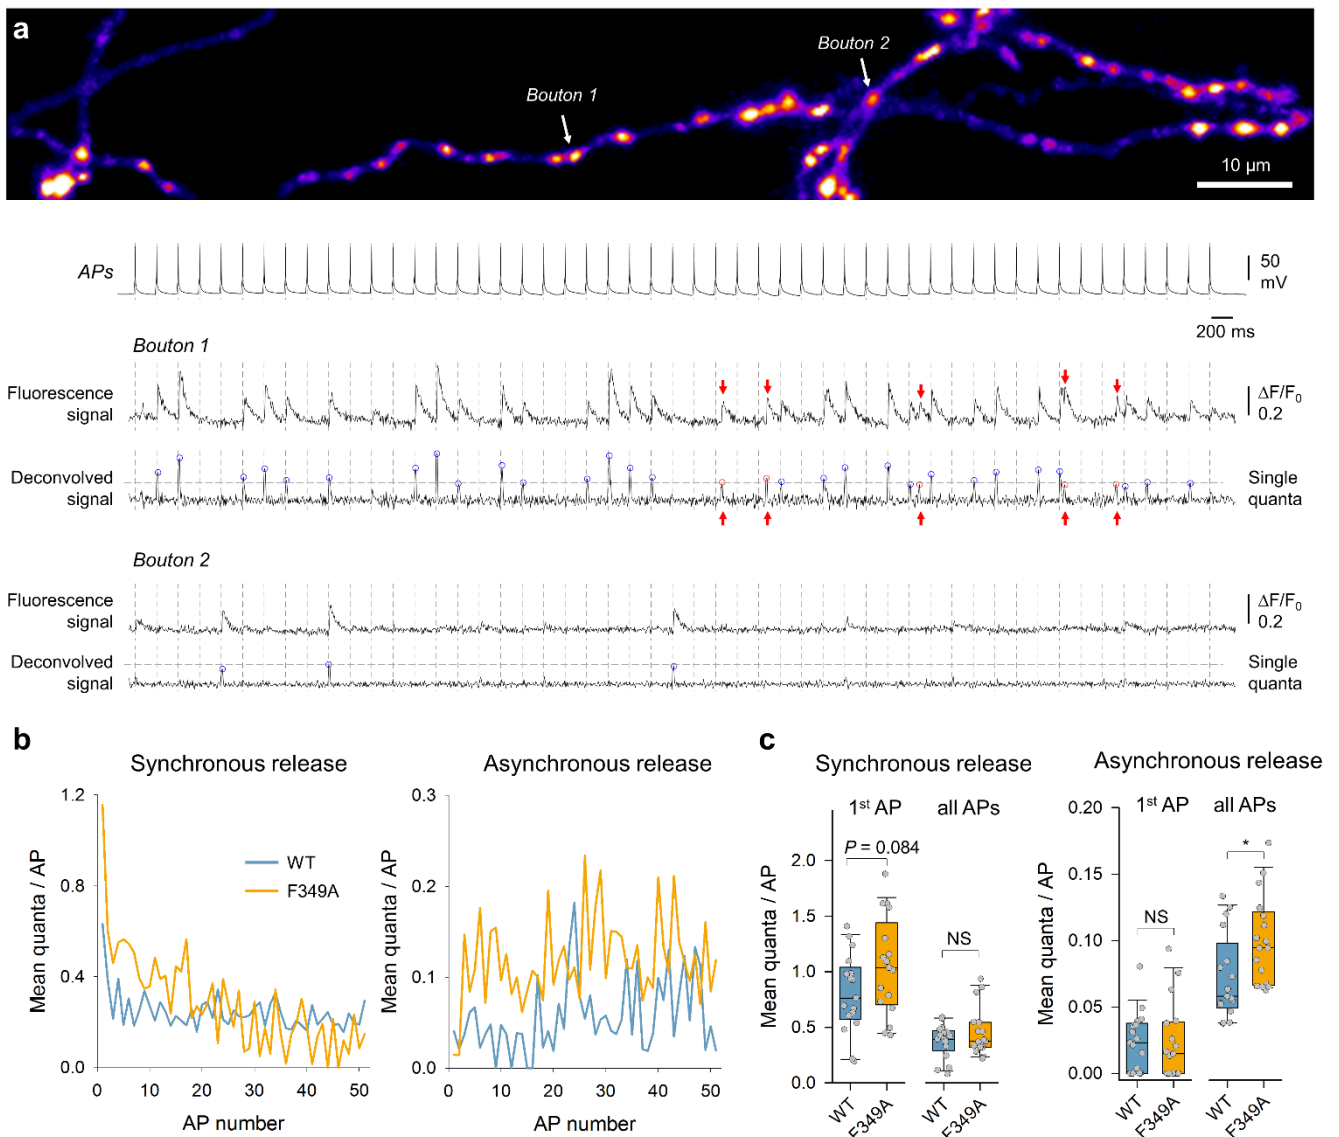 a
Bouton 1
Bouton 2
10 µm
APs
50
mV
200 ms
Bouton 1
Fluorescence
signal
ΔF/F0
0.2
Deconvolved
signal
Single
quanta
Bouton 2
Fluorescence
signal
ΔF/F0
0.2
Deconvolved
signal
Single
quanta
b
Synchronous release
Mean quanta / AP
1.2
0.8
0.4
0.0
0 10 20 30 40 50
AP number
WT
F349A
Asynchronous release
Mean quanta / AP
0.3
0.2
0.1
0.0
0 10 20 30 40 50
AP number
c
Synchronous release
1st AP all APs
P = 0.084
NS
Mean quanta / AP
2.0
1.5
1.0
0.5
0.0
WT F349A WT F349A
Asynchronous release
1st AP all APs
NS
*
Mean quanta / AP
0.20
0.15
0.10
0.05
0.00
WT F349A WT F349A